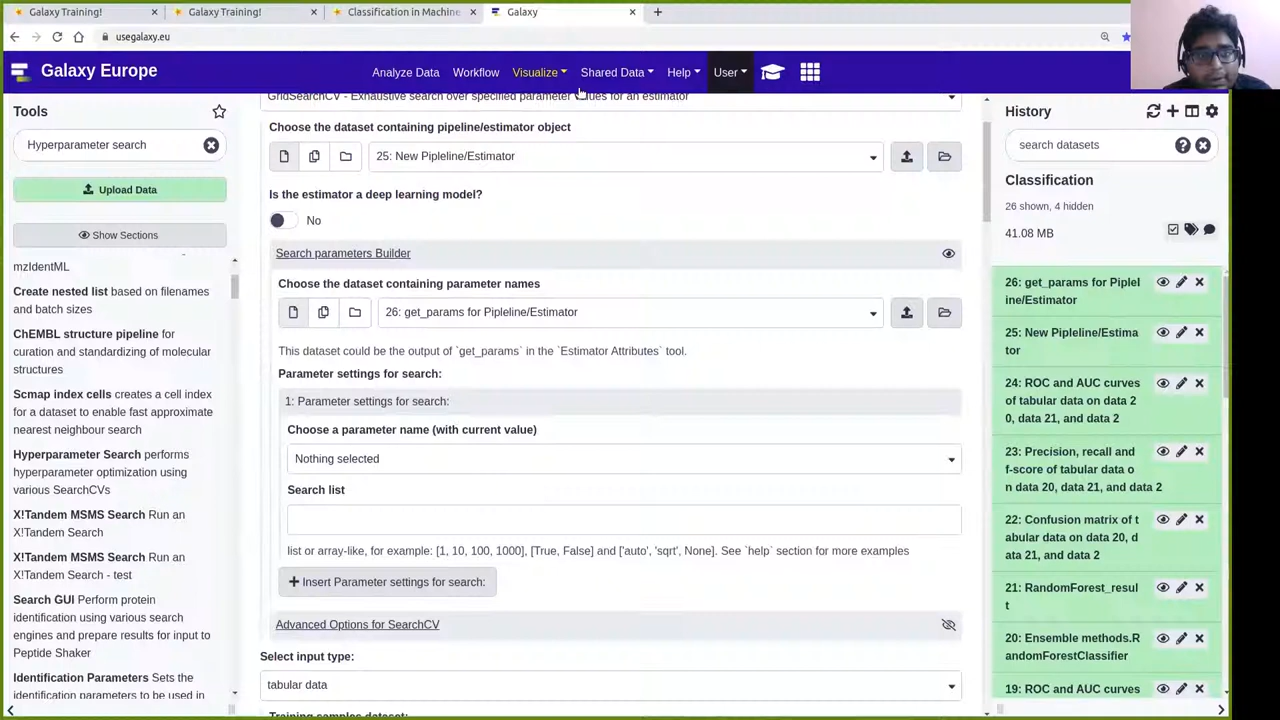 Galaxy Training!
Galaxy Training!
Classification in Machine
Galaxy
usegalaxy.eu
Galaxy Europe
Analyze Data
Workflow
Visualize
Shared Data
Help
User
Tools
Hyperparameter search
Upload Data
Show Sections
mzIdentML
Create nested list based on filenames
and batch sizes
ChEMBL structure pipeline for
curation and standardizing of molecular
structures
Scmap index cells creates a cell index
for a dataset to enable fast approximate
nearest neighbour search
Hyperparameter Search performs
hyperparameter optimization using
various SearchCVs
X!Tandem MSMS Search Run an
X!Tandem Search
X!Tandem MSMS Search Run an
X!Tandem Search - test
Search GUI Perform protein
identification using various search
engines and prepare results for input to
Peptide Shaker
Identification Parameters Sets the
identification parameters to be used in
GridSearchCV - Exhaustive search over specified parameter values for an estimator
Choose the dataset containing pipeline/estimator object
25: New Pipleline/Estimator
Is the estimator a deep learning model?
No
Search parameters Builder
Choose the dataset containing parameter names
26: get_params for Pipleline/Estimator
This dataset could be the output of `get_params` in the `Estimator Attributes` tool.
Parameter settings for search:
1: Parameter settings for search:
Choose a parameter name (with current value)
Nothing selected
Search list
list or array-like, for example: [1, 10, 100, 1000], [True, False] and ['auto', 'sqrt', None]. See `help` section for more examples
Insert Parameter settings for search:
Advanced Options for SearchCV
Select input type:
tabular data
Training samples dataset:
History
search datasets
Classification
26 shown, 4 hidden
41.08 MB
26: get_params for Piplel
ine/Estimator
25: New Pipleline/Estima
tor
24: ROC and AUC curves
of tabular data on data 2
0, data 21, and data 2
23: Precision, recall and
f-score of tabular data o
n data 20, data 21, and data 2
22: Confusion matrix of t
abular data on data 20, d
ata 21, and data 2
21: RandomForest_resul
t
20: Ensemble methods.R
andomForestClassifier
19: ROC and AUC curves